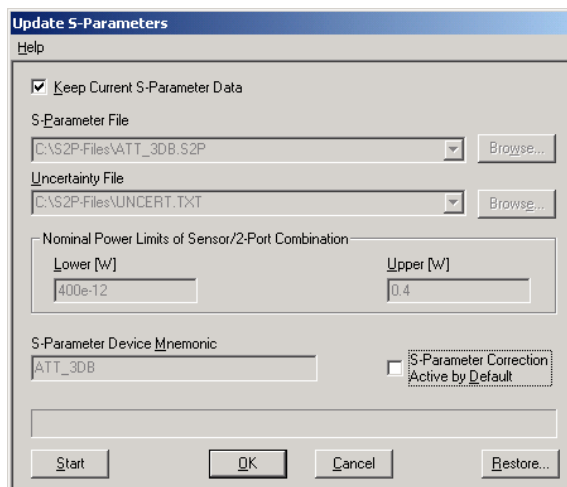 Update S-Parameters
Help
Keep Current S-Parameter Data
S-Parameter File
C:\S2P-Files\ATT_3DB.S2P
Browse...
Uncertainty File
C:\S2P-Files\UNCERT.TXT
Browse...
Nominal Power Limits of Sensor/2-Port Combination
Lower [W]
Upper [W]
400e-12
0.4
S-Parameter Device Mnemonic
ATT_3DB
S-Parameter Correction
Active by Default
Start
OK
Cancel
Restore...